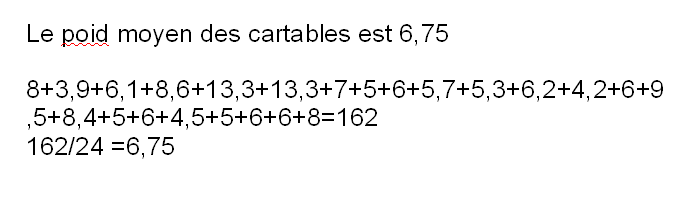 Le poid moyen des cartables est 6,75
8+3,9+6,1+8,6+13,3+13,3+7+5+6+5,7+5,3+6,2+4,2+6+9
,5+8,4+5+6+4,5+5+6+6+8=162
162/24 =6,75